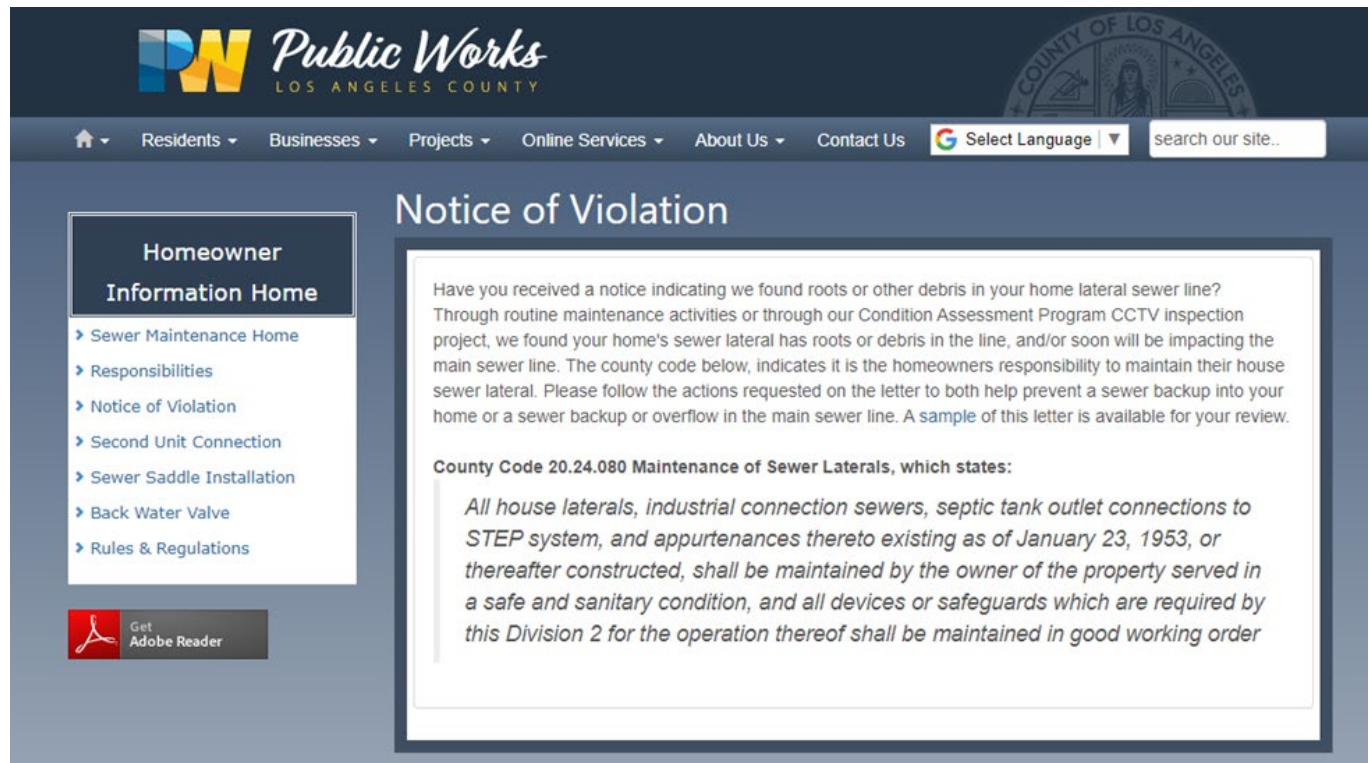 PW Public Works
LOS ANGELES COUNTY
COUNTY OF LOS ANGELES
Residents
Businesses
Projects
Online Services
About Us
Contact Us
G Select Language
search our site..
Homeowner
Information Home
Sewer Maintenance Home
Responsibilities
Notice of Violation
Second Unit Connection
Sewer Saddle Installation
Back Water Valve
Rules & Regulations
Get
Adobe Reader
Notice of Violation
Have you received a notice indicating we found roots or other debris in your home lateral sewer line?
Through routine maintenance activities or through our Condition Assessment Program CCTV inspection
project, we found your home's sewer lateral has roots or debris in the line, and/or soon will be impacting the
main sewer line. The county code below, indicates it is the homeowners responsibility to maintain their house
sewer lateral. Please follow the actions requested on the letter to both help prevent a sewer backup into your
home or a sewer backup or overflow in the main sewer line. A sample of this letter is available for your review.
County Code 20.24.080 Maintenance of Sewer Laterals, which states:
All house laterals, industrial connection sewers, septic tank outlet connections to
STEP system, and appurtenances thereto existing as of January 23, 1953, or
thereafter constructed, shall be maintained by the owner of the property served in
a safe and sanitary condition, and all devices or safeguards which are required by
this Division 2 for the operation thereof shall be maintained in good working order